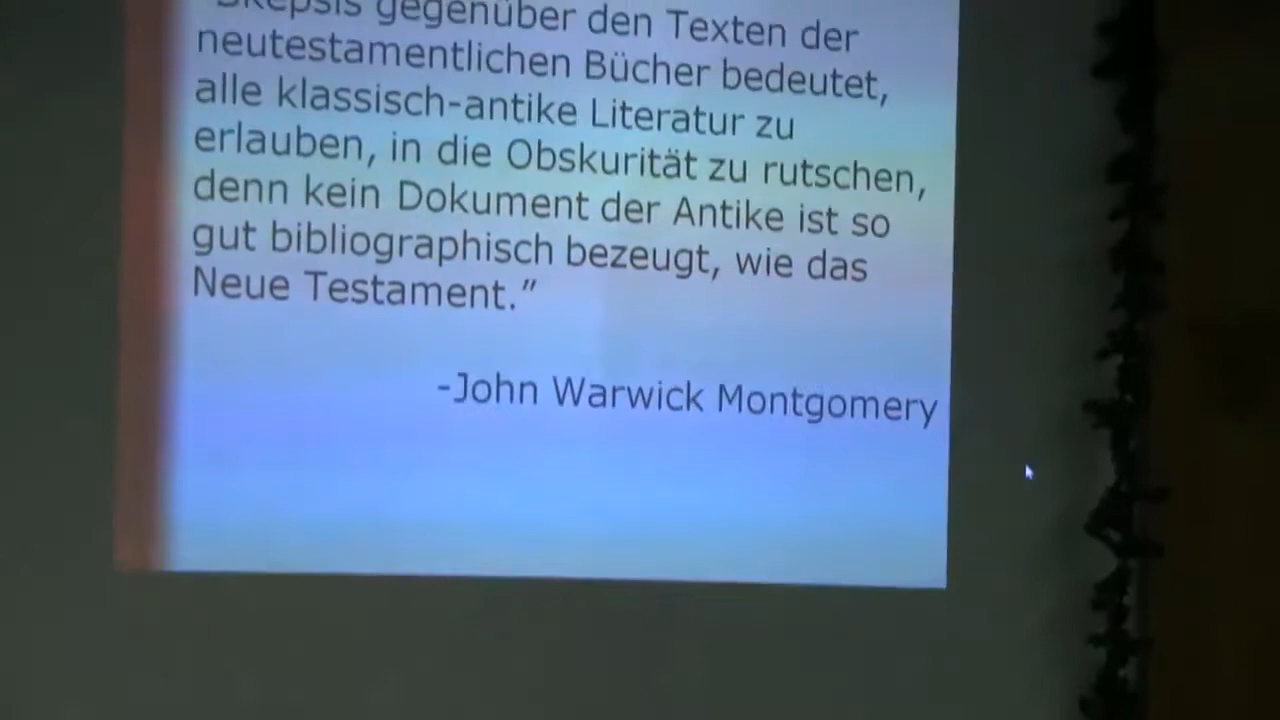 Skepsis gegenüber den Texten der
neutestamentlichen Bücher bedeutet,
alle klassisch-antike Literatur zu
erlauben, in die Obskurität zu rutschen,
denn kein Dokument der Antike ist so
gut bibliographisch bezeugt, wie das
Neue Testament.”
-John Warwick Montgomery